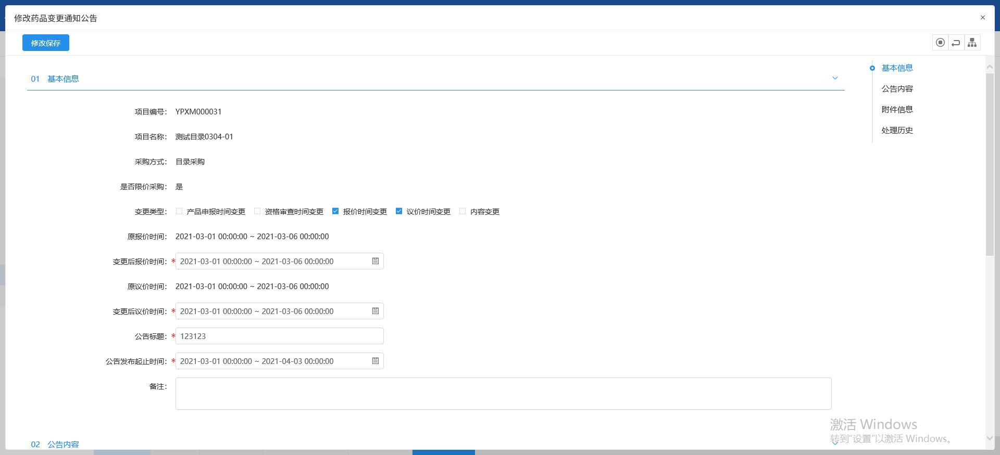 修改药品变更通知公告
修改保存
01 基本信息
项目编号： YPXM000031
项目名称： 测试目录0304-01
采购方式： 目录采购
是否限价采购： 是
变更类型： 产品申报时间变更 资格审查时间变更 报价时间变更 议价时间变更 内容变更
原报价时间： 2021-03-01 00:00:00 ~ 2021-03-06 00:00:00
变更后报价时间：* 2021-03-01 00:00:00 ~ 2021-03-06 00:00:00
原议价时间： 2021-03-01 00:00:00 ~ 2021-03-06 00:00:00
变更后议价时间：* 2021-03-01 00:00:00 ~ 2021-03-06 00:00:00
公告标题：* 123123
公告发布起止时间：* 2021-03-01 00:00:00 ~ 2021-04-03 00:00:00
备注：
02 公告内容
基本信息
公告内容
附件信息
处理历史
激活 Windows
转到“设置”以激活 Windows。